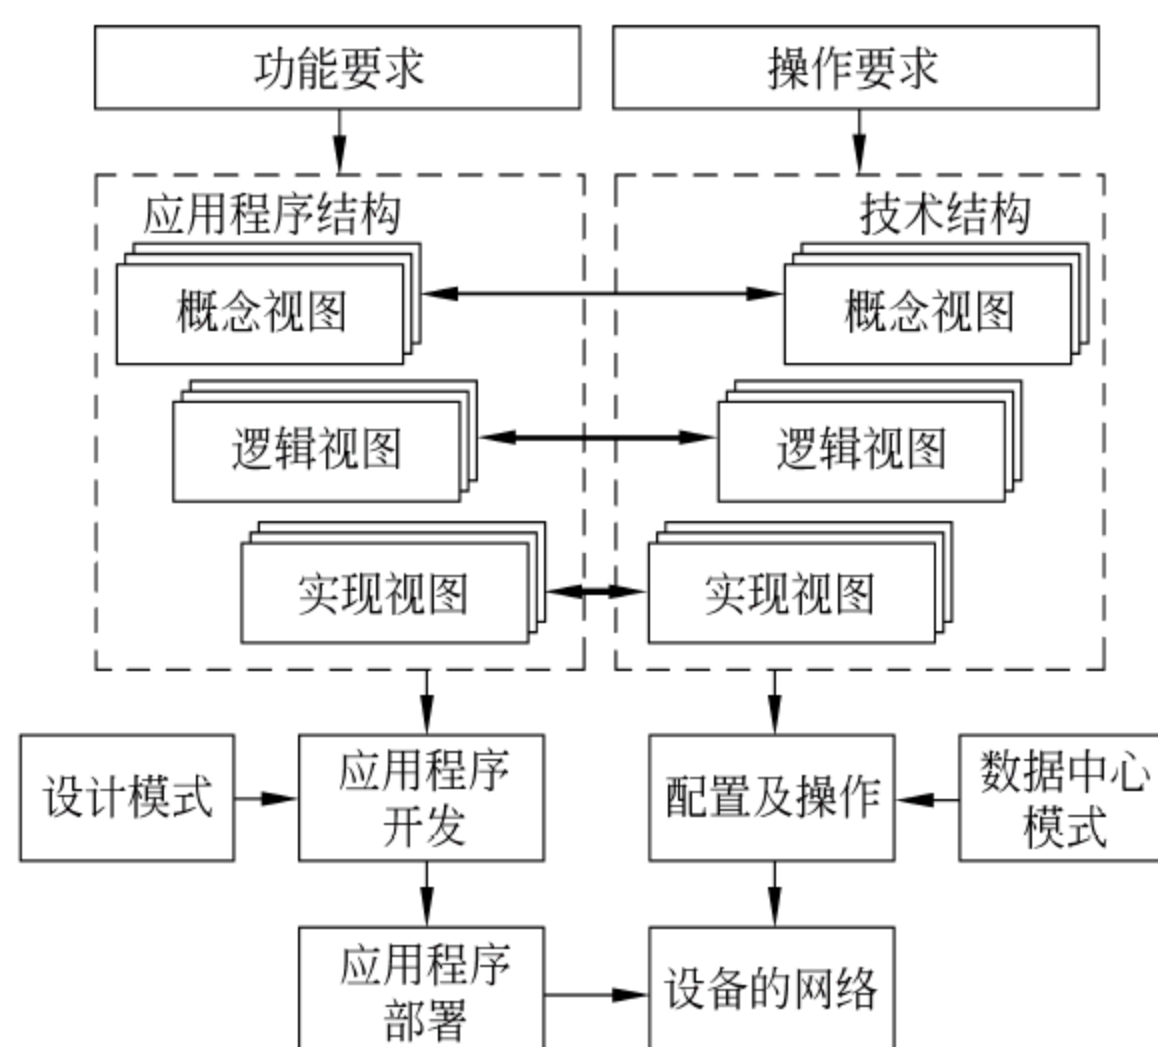 功能要求
操作要求
应用程序结构
技术结构
概念视图
概念视图
逻辑视图
逻辑视图
实现视图
实现视图
设计模式
应用程序
开发
配置及操作
数据中心
模式
应用程序
部署
设备的网络